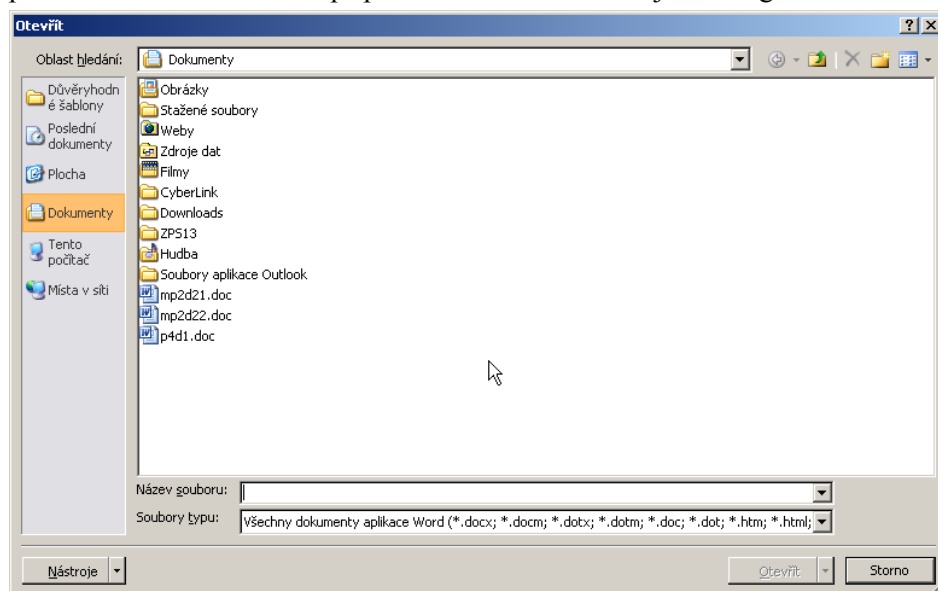 Otevřít
Oblast hledání: Dokumenty
Důvěryhodn
é šablony
Poslední
dokumenty
Plocha
Dokumenty
Tento
počítač
Místa v síti
Obrázky
Stažené soubory
Weby
Zdroje dat
Filmy
CyberLink
Downloads
ZPS13
Hudba
Soubory aplikace Outlook
mp2d21.doc
mp2d22.doc
p4d1.doc
Název souboru:
Soubory typu: Všechny dokumenty aplikace Word (*.docx; *.docm; *.dotx; *.dotm; *.doc; *.dot; *.htm; *.html;
Nástroje Otevřít Storno